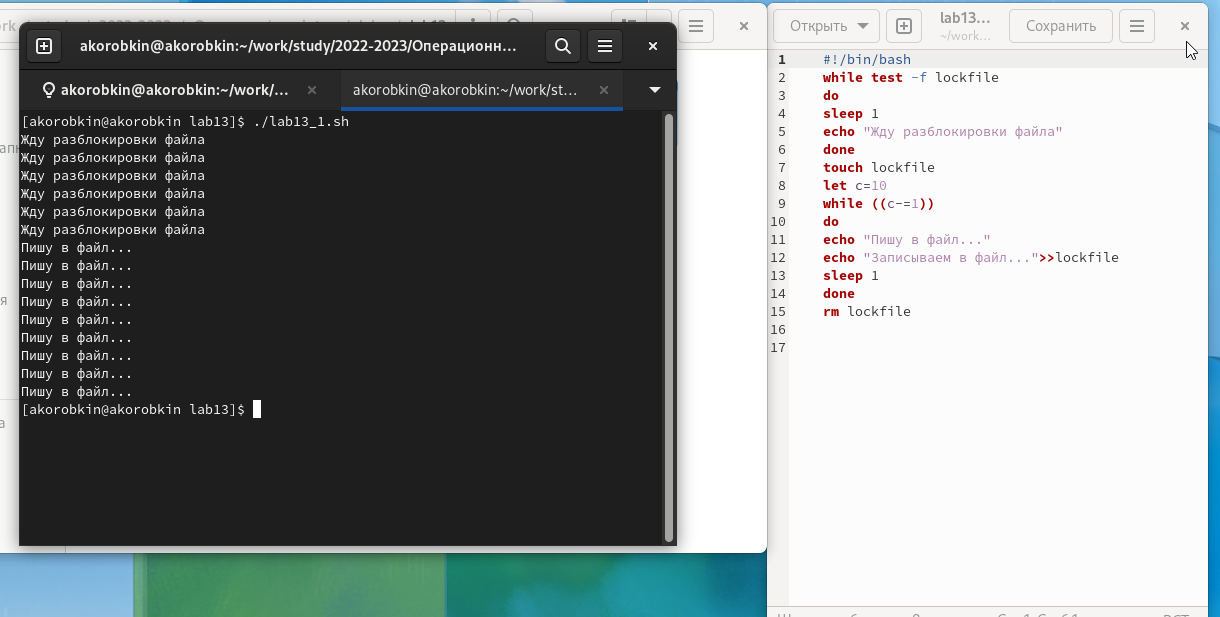 akorobkin@akorobkin:~/work/study/2022-2023/Операционн...
akorobkin@akorobkin:~/work/...
akorobkin@akorobkin:~/work/st...
[akorobkin@akorobkin lab13]$ ./lab13_1.sh
Жду разблокировки файла
Жду разблокировки файла
Жду разблокировки файла
Жду разблокировки файла
Жду разблокировки файла
Жду разблокировки файла
Пишу в файл...
Пишу в файл...
Пишу в файл...
Пишу в файл...
Пишу в файл...
Пишу в файл...
Пишу в файл...
Пишу в файл...
Пишу в файл...
[akorobkin@akorobkin lab13]$
Открыть
lab13...
~/work...
Сохранить
1 #!/bin/bash
2 while test -f lockfile
3 do
4 sleep 1
5 echo "Жду разблокировки файла"
6 done
7 touch lockfile
8 let c=10
9 while ((c-=1))
10 do
11 echo "Пишу в файл..."
12 echo "Записываем в файл...">>lockfile
13 sleep 1
14 done
15 rm lockfile
16
17